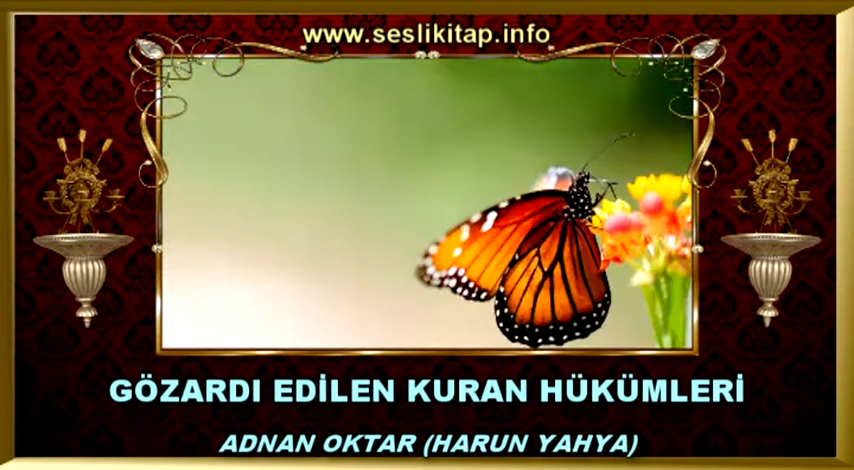 www.seslikitap.info
GÖZARDI EDİLEN KURAN HÜKÜMLERİ
ADNAN OKTAR (HARUN YAHYA)